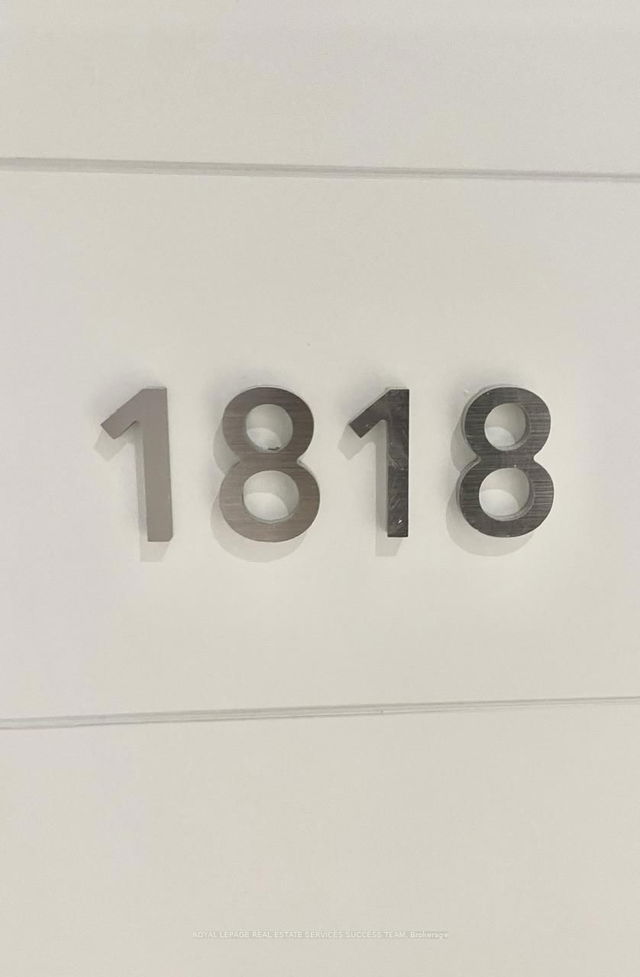 1818
ROYAL LEPAGE REAL ESTATE SERVICES SUCCESS TEAM, Brokerage